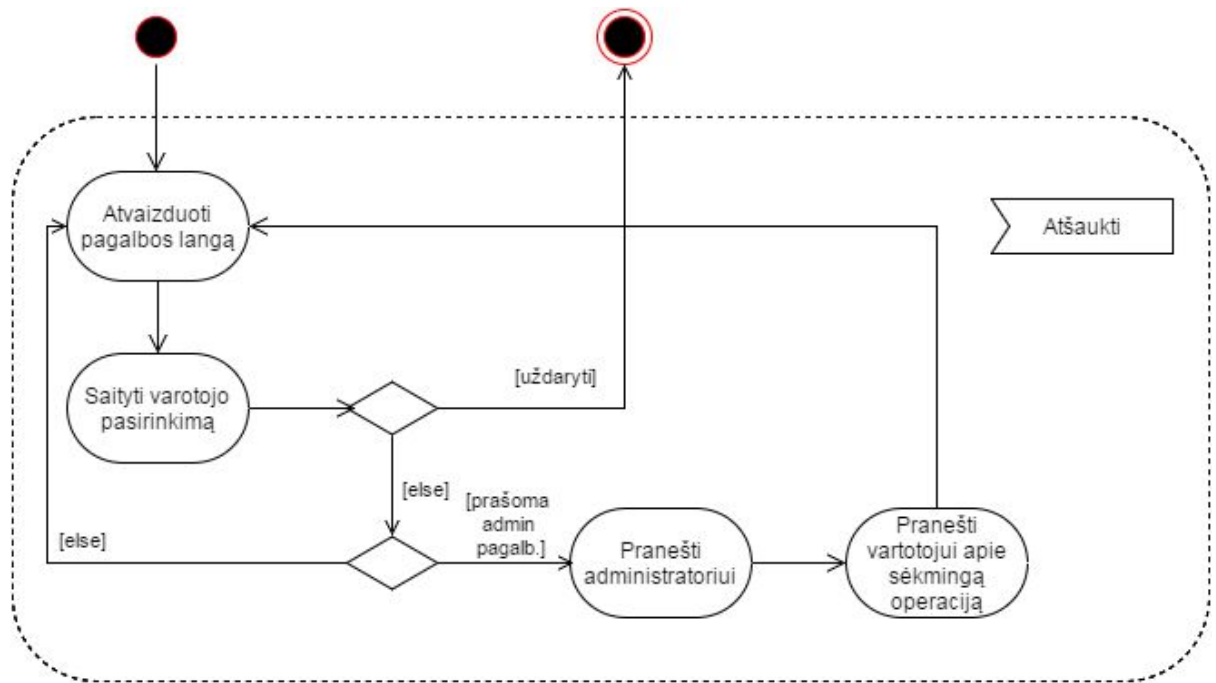 Atvaizduoti
pagalbos langą
Atšaukti
Saityti varotojo
pasirinkimą
[uždaryti]
[else]
[prašoma
admin
pagalb.]
[else]
Pranešti
administratoriui
Pranešti
vartotojui apie
sėkmingą
operaciją